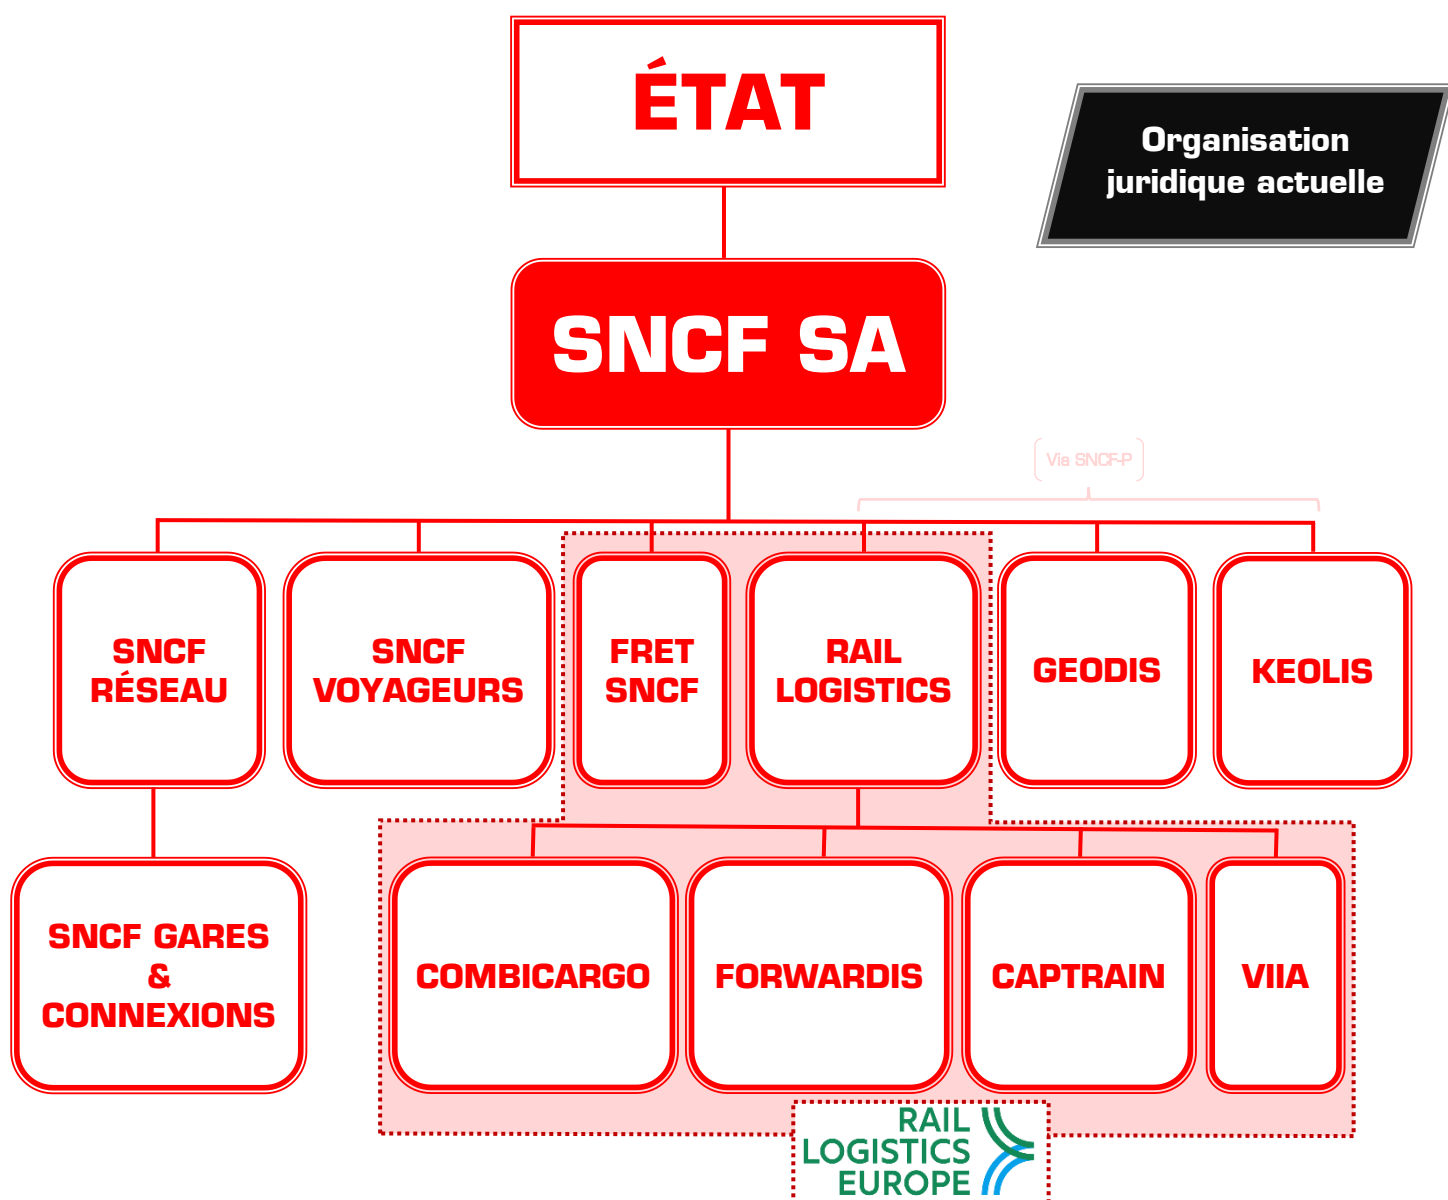 ÉTAT
Organisation
juridique actuelle
SNCF SA
Via SNCF-P
SNCF
RÉSEAU
SNCF
VOYAGEURS
FRET
SNCF
RAIL
LOGISTICS
GEODIS
KEOLIS
SNCF GARES
&
CONNEXIONS
COMBICARGO
FORWARDIS
CAPTRAIN
VIIA
RAIL
LOGISTICS
EUROPE